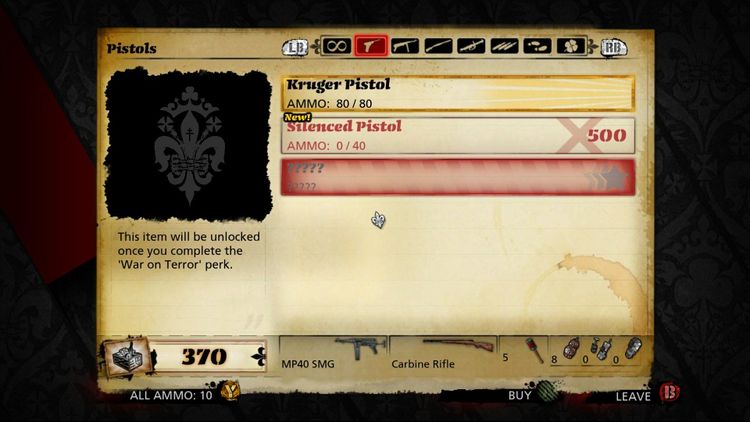 Pistols
LB
RB
Kruger Pistol
AMMO: 80 / 80
New!
Silenced Pistol
500
AMMO: 0 / 40
?????
?????
This item will be unlocked
once you complete the
'War on Terror' perk.
370
MP40 SMG
Carbine Rifle
5
8
0
0
ALL AMMO: 10
Y
BUY
LEAVE
B